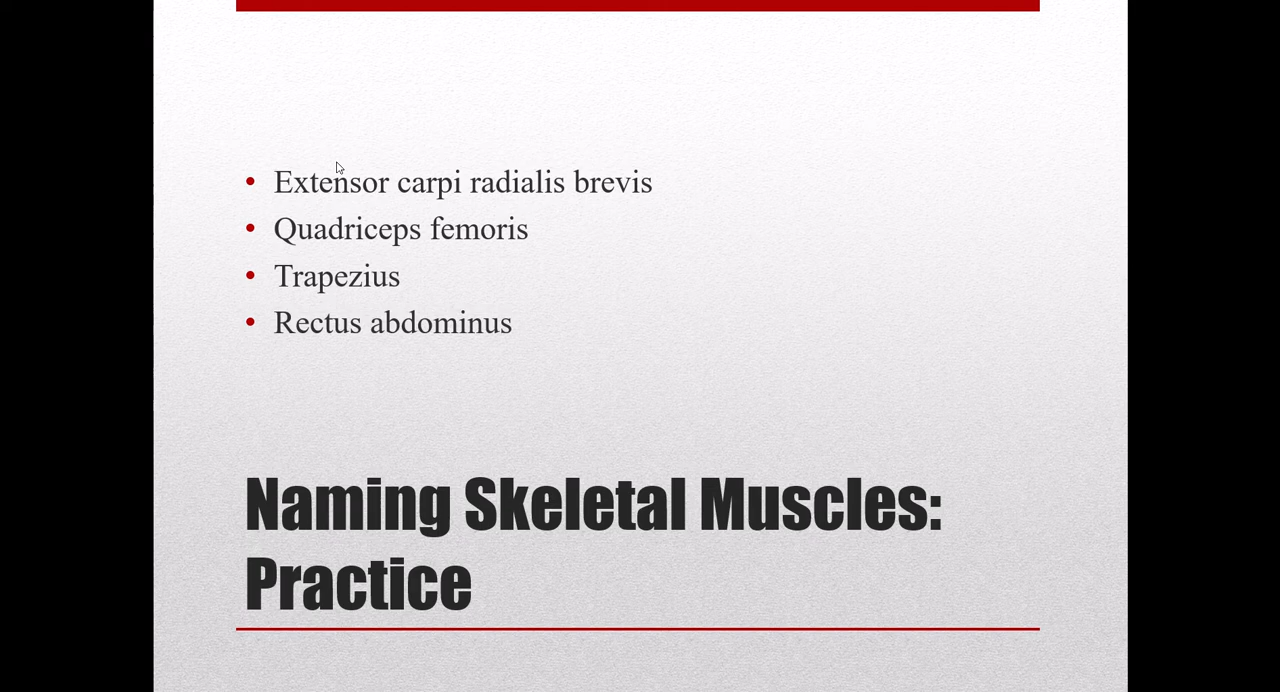 Extensor carpi radialis brevis
Quadriceps femoris
Trapezius
Rectus abdominus
Naming Skeletal Muscles:
Practice